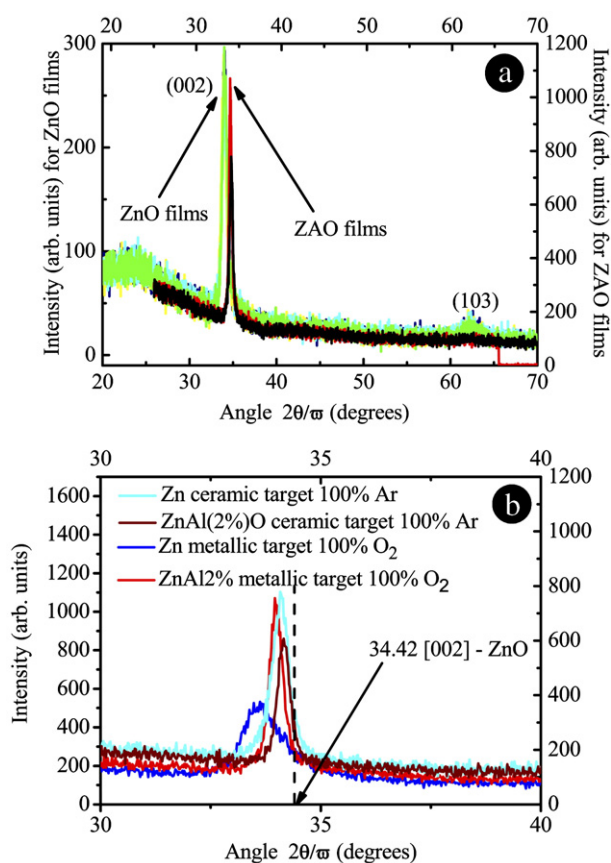 20 30 40 50 60 70
300 1200
200 1000
100 800
0 600
400
200
0
a
(002)
ZnO films
ZAO films
(103)
Intensity (arb. units) for ZnO films
Intensity (arb. units) for ZAO films
20 30 40 50 60 70
Angle 2θ/ϖ (degrees)
30 35 40
1600 1200
1400 1000
1200 800
1000 600
800 400
600 200
400 0
200
0
b
Zn ceramic target 100% Ar
ZnAl(2%)O ceramic target 100% Ar
Zn metallic target 100% O₂
ZnAl2% metallic target 100% O₂
34.42 [002] - ZnO
Intensity (arb. units)
30 35 40
Angle 2θ/ϖ (degrees)